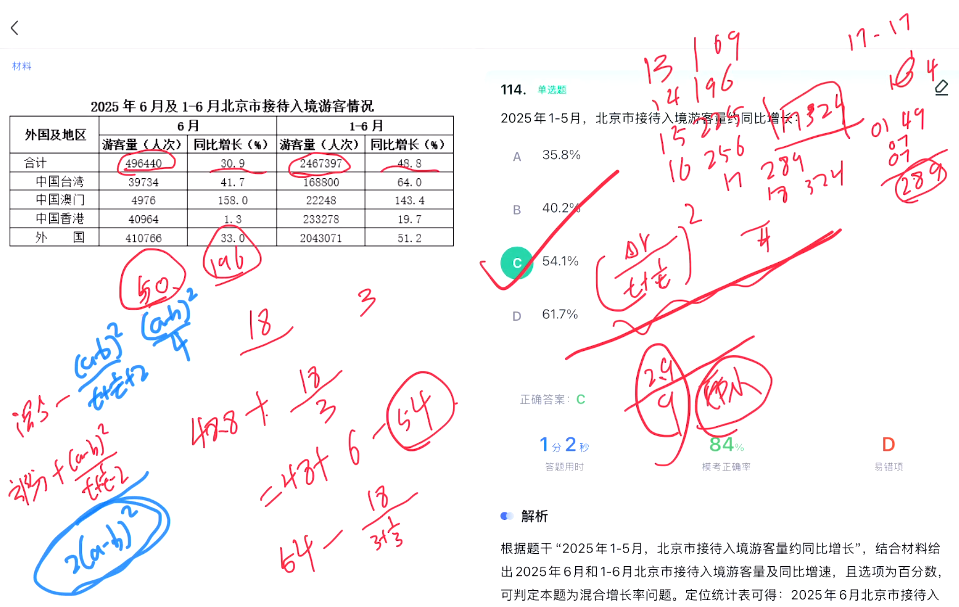 材料
2025 年 6 月及 1-6 月北京市接待入境游客情况
外国及地区 6 月 1-6 月
游客量（人次） 同比增长（%） 游客量（人次） 同比增长（%）
合计 496440 30.9 2467397 48.8
中国台湾 39734 41.7 168800 64.0
中国澳门 4976 158.0 22248 143.4
中国香港 40964 1.3 233278 19.7
外 国 410766 33.0 2043071 51.2
50
196
18
3
(a-b)²
4
(a-b)²
48.8 + 18
3
54
= 48+ 6
54 - 18
2(a-b)²
114. 单选题
2025年1-5月，北京市接待入境游客量约同比增长？
A 35.8%
B 40.2%
C 54.1%
D 61.7%
13 169
14 196
15 225
16 256
17 289
18 324
17-17
01 49
07
07
289
2.9
9
正确答案：C
1分2秒
答题用时
84%
模考正确率
D
易错项
解析
根据题干“2025年1-5月，北京市接待入境游客量约同比增长”，结合材料给
出2025年6月和1-6月北京市接待入境游客量及同比增速，且选项为百分数，
可判定本题为混合增长率问题。定位统计表可得：2025年6月北京市接待入